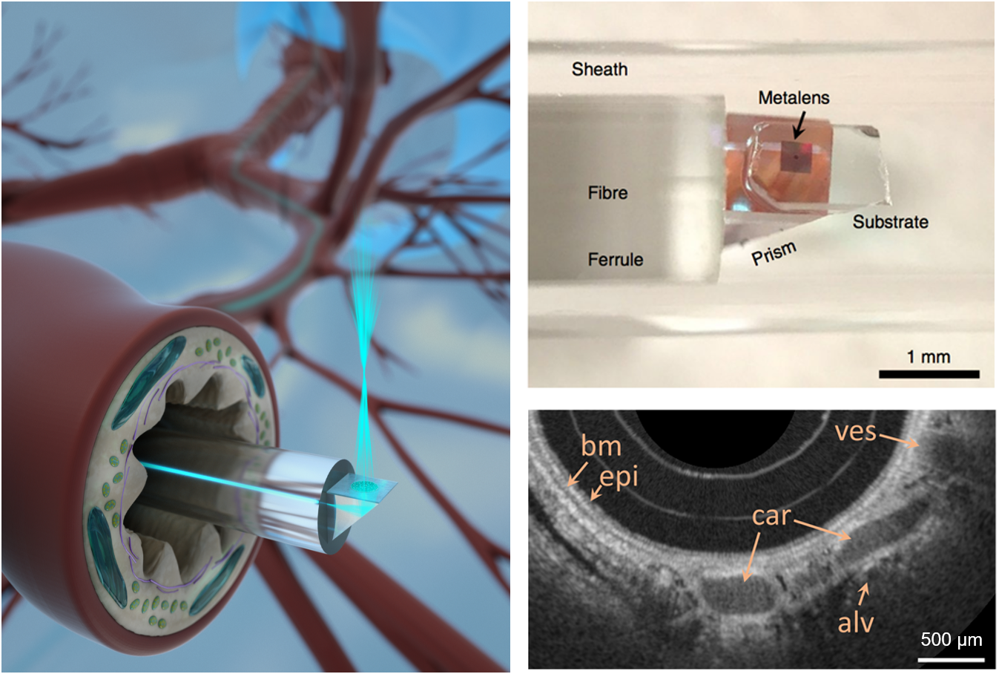 Sheath
Metalens
Fibre
Substrate
Ferrule
Prism
1 mm
ves
bm
epi
car
alv
500 µm